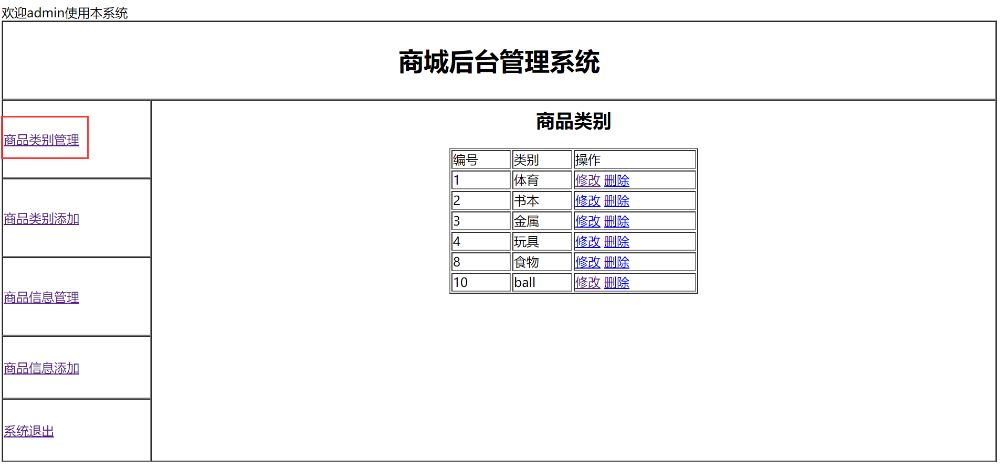 欢迎admin使用本系统
商城后台管理系统
商品类别管理
商品类别添加
商品信息管理
商品信息添加
系统退出
商品类别
编号 类别 操作
1 体育 修改 删除
2 书本 修改 删除
3 金属 修改 删除
4 玩具 修改 删除
8 食物 修改 删除
10 ball 修改 删除